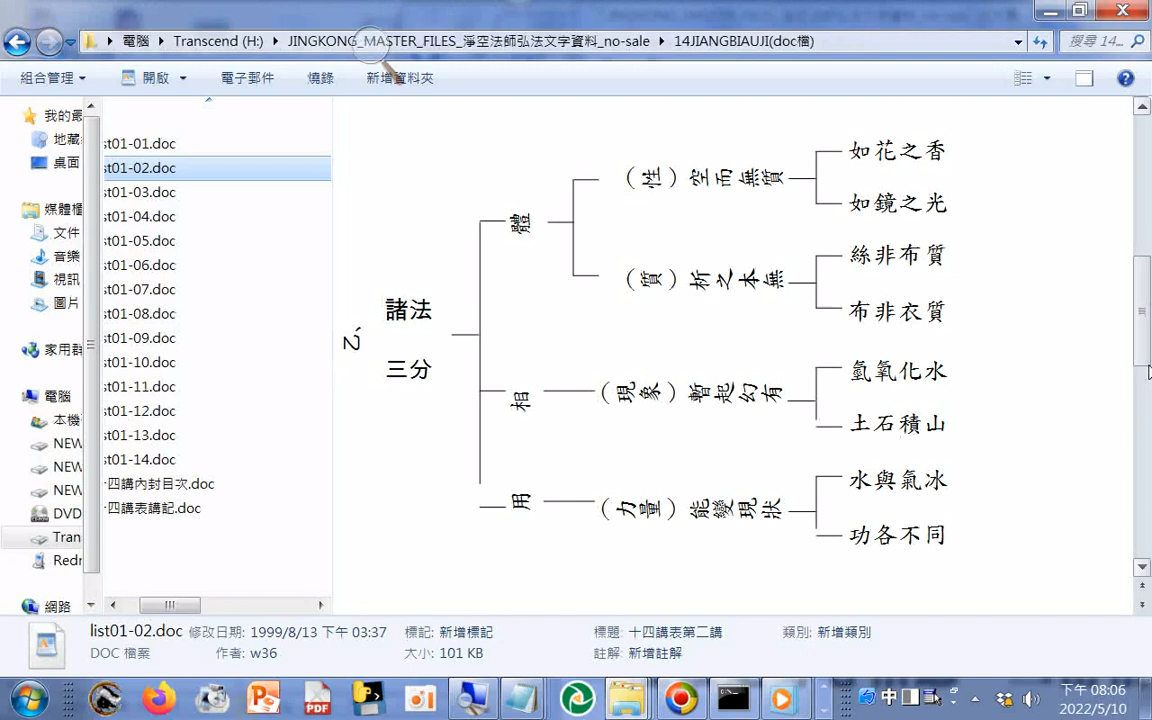 電腦 Transcend (H:) JINGKONG_MASTER_FILES_淨空法師弘法文字資料_no-sale 14JIANGBIAUJI(doc檔) 搜尋 14...
組合管理 開啟 電子郵件 燒錄 新增資料夾
我的最
地藏
桌面
媒體櫃
文件
音樂
視訊
圖片
家用群
電腦
本機
NEW
NEW
NEW
DVD
Tran
Redr
網路
st01-01.doc
st01-02.doc
st01-03.doc
st01-04.doc
st01-05.doc
st01-06.doc
st01-07.doc
st01-08.doc
st01-09.doc
st01-10.doc
st01-11.doc
st01-12.doc
st01-13.doc
st01-14.doc
十四講內封目次.doc
四講表講記.doc
乙、
諸法
三分
體
(性)空而無質
如花之香
如鏡之光
(質)析之本無
絲非布質
布非衣質
相
(現象)暫起幻有
氫氧化水
土石積山
用
(力量)能變現狀
水與氣冰
功各不同
list01-02.doc 修改日期: 1999/8/13 下午 03:37 標記: 新增標記 標題: 十四講表第二講 類別: 新增類別
DOC 檔案 作者: w36 大小: 101 KB 註解: 新增註解
中
下午 08:06
2022/5/10